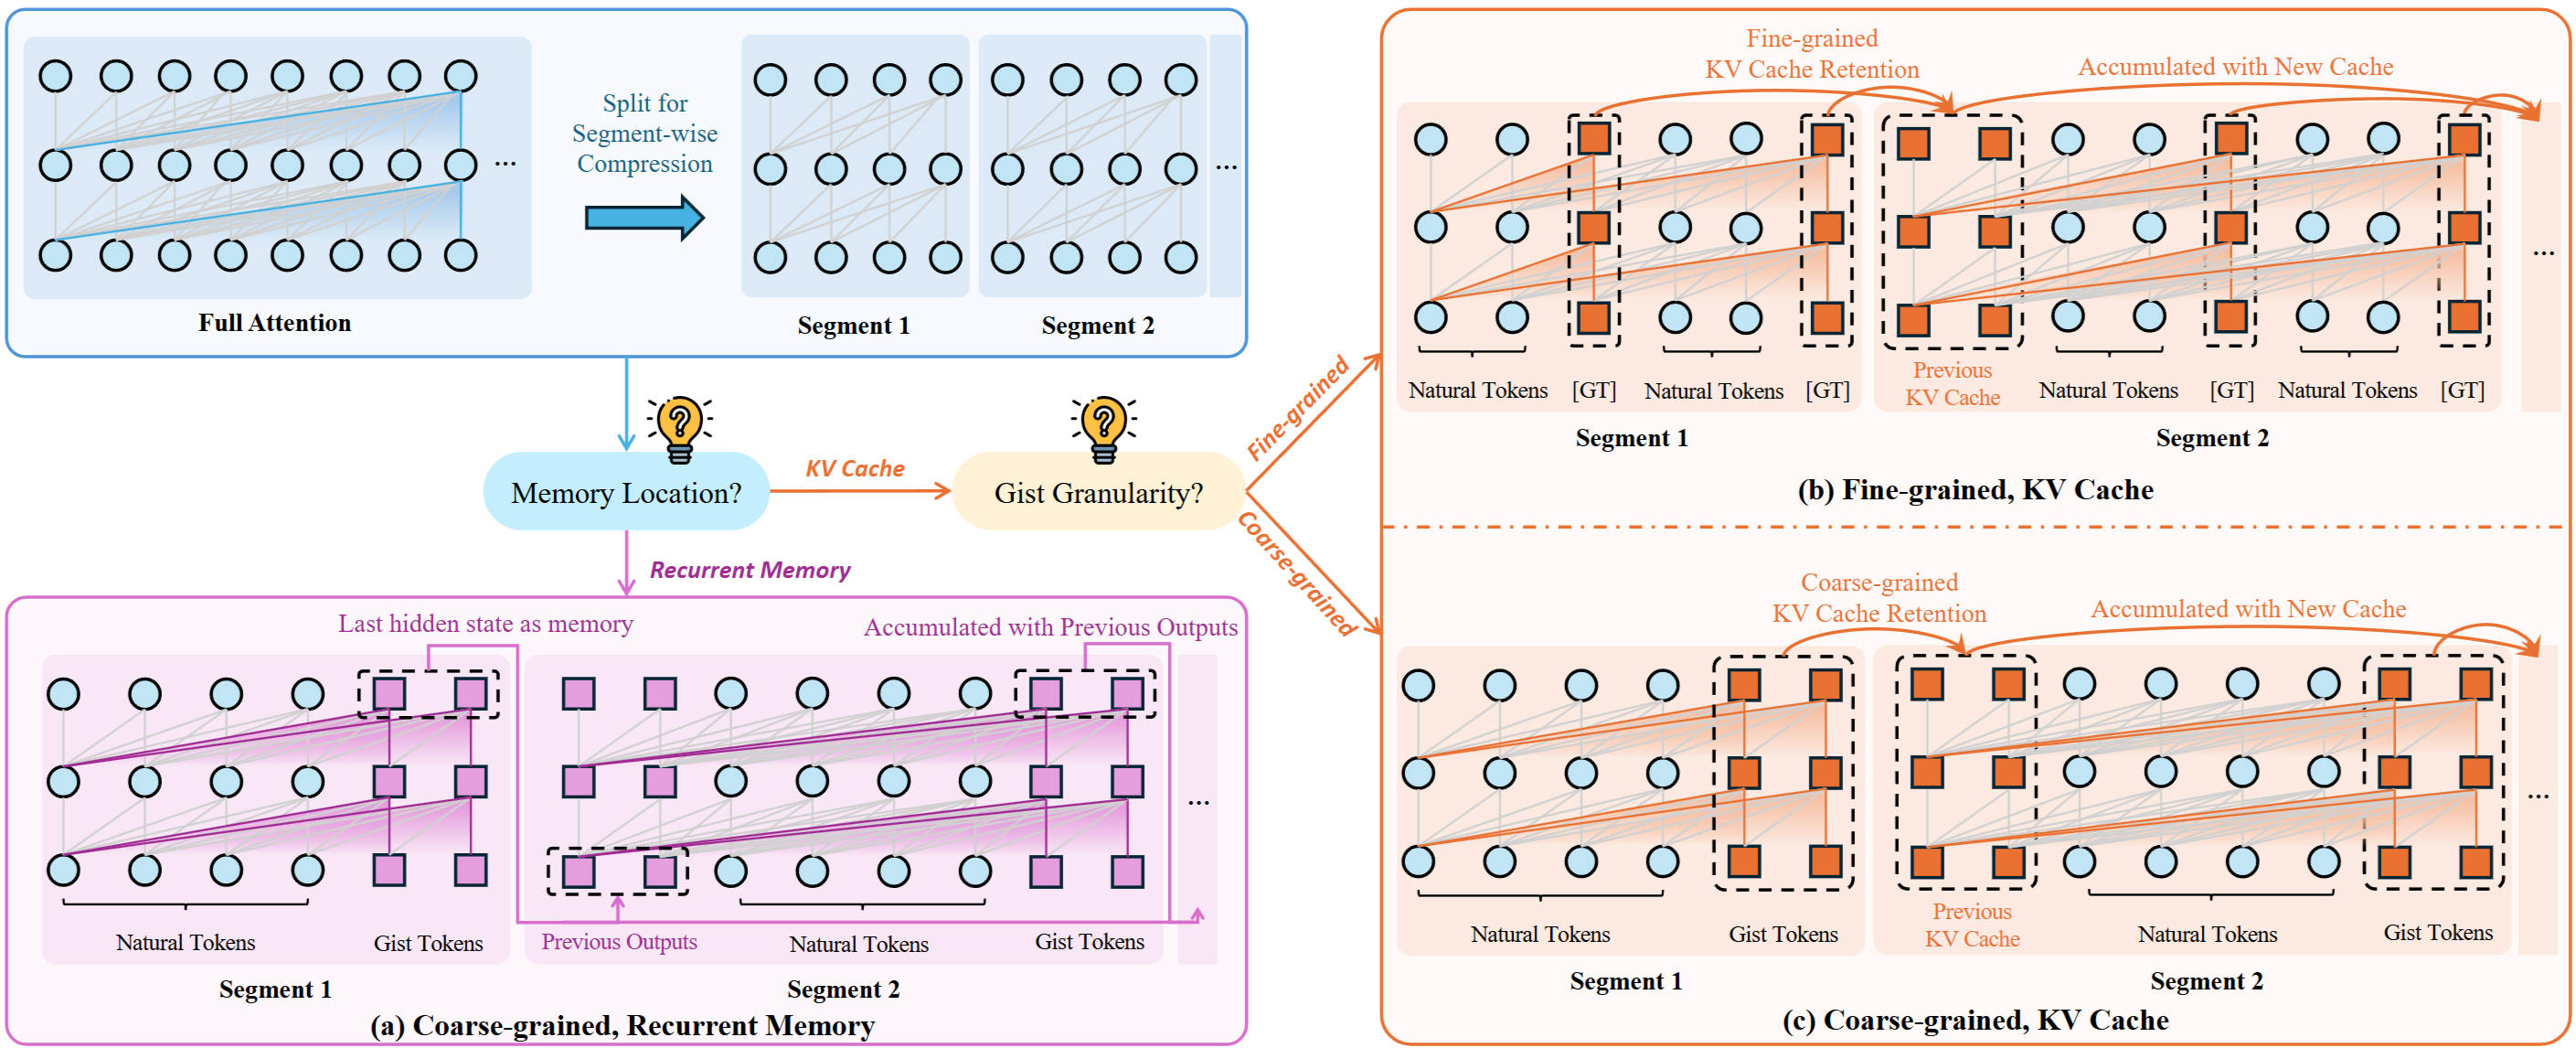 Split for
Segment-wise
Compression
...
...
Full Attention
Segment 1
Segment 2
Memory Location?
KV Cache
Gist Granularity?
Fine-grained
Coarse-grained
Recurrent Memory
Last hidden state as memory
Accumulated with Previous Outputs
...
Natural Tokens
Gist Tokens
Previous Outputs
Natural Tokens
Gist Tokens
Segment 1
Segment 2
(a) Coarse-grained, Recurrent Memory
Fine-grained
KV Cache Retention
Accumulated with New Cache
...
Natural Tokens
[GT]
Natural Tokens
[GT]
Previous
KV Cache
Natural Tokens
[GT]
Natural Tokens
[GT]
Segment 1
Segment 2
(b) Fine-grained, KV Cache
Coarse-grained
KV Cache Retention
Accumulated with New Cache
...
Natural Tokens
Gist Tokens
Previous
KV Cache
Natural Tokens
Gist Tokens
Segment 1
Segment 2
(c) Coarse-grained, KV Cache